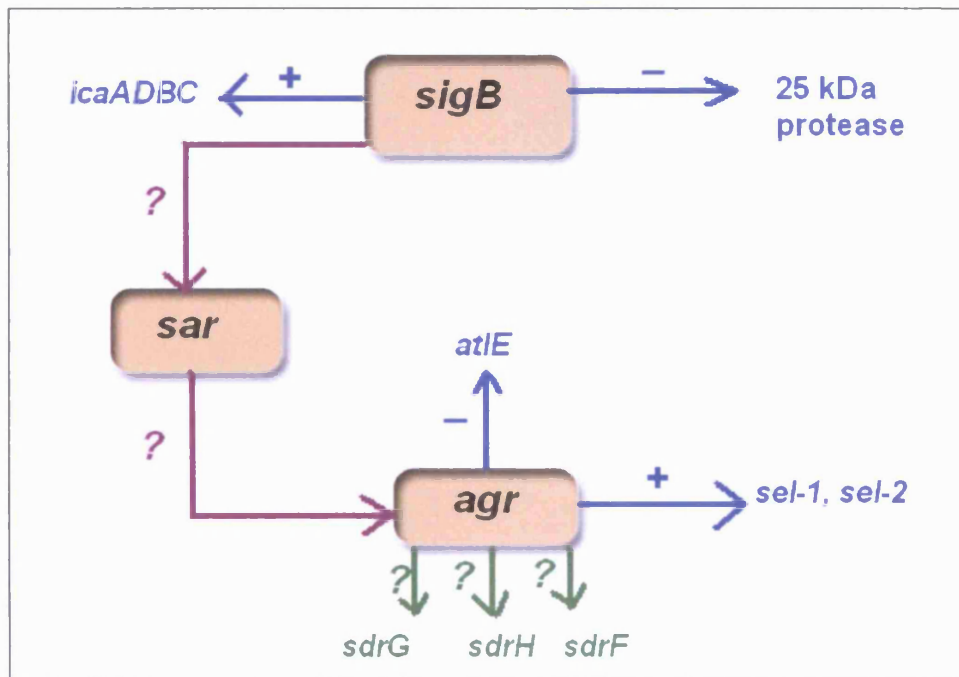 icaADBC
+
sigB
–
25 kDa
protease
?
sar
atlE
?
–
agr
+
sel-1, sel-2
?
?
?
sdrG
sdrH
sdrF